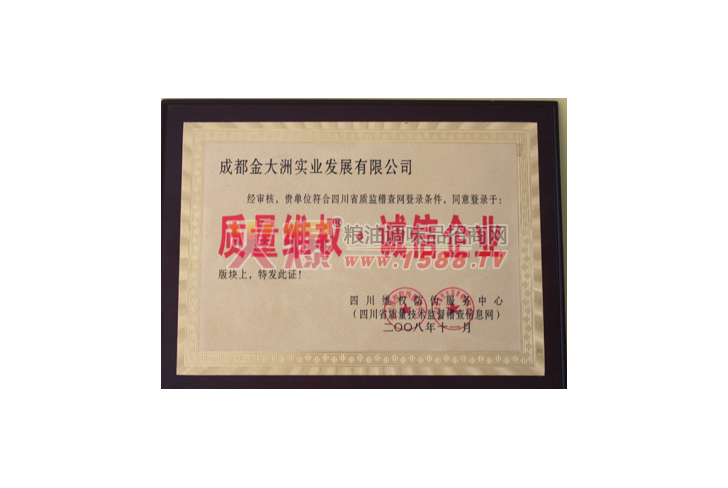 成都金大洲实业发展有限公司
经审核，贵单位符合四川省质监稽查网登录条件，同意登录于：
质量维权·诚信企业
火爆®粮油调味品招商网
www.1588.TV
版块上，特发此证！
四川维权防伪服务中心
（四川省质量技术监督稽查信息网）
二〇〇八年十一月